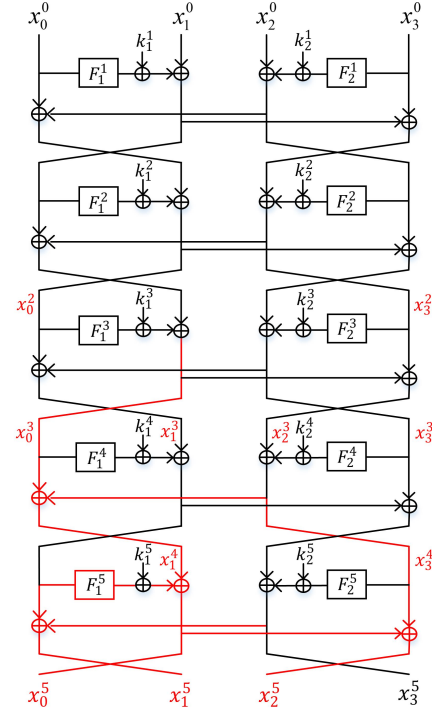 x_0^0 x_1^0 x_2^0 x_3^0
k_1^1 k_2^1
F_1^1 F_2^1
k_1^2 k_2^2
F_1^2 F_2^2
x_0^2 k_1^3 k_2^3 x_3^2
F_1^3 F_2^3
x_0^3 k_1^4 x_1^3 x_2^3 k_2^4 x_3^3
F_1^4 F_2^4
k_1^5 x_1^4 k_2^5 x_3^4
F_1^5 F_2^5
x_0^5 x_1^5 x_2^5 x_3^5